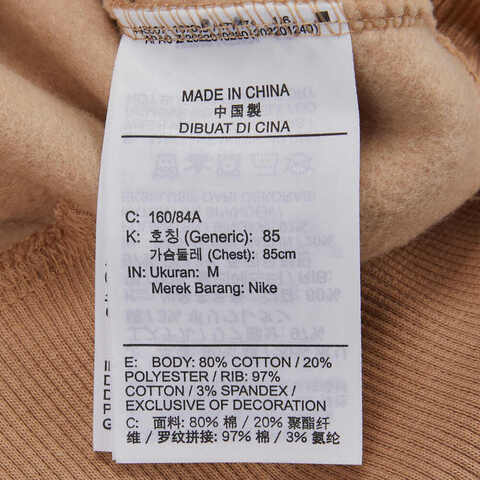 MADE IN CHINA
中国製
DIBUAT DI CINA
C: 160/84A
K: 호칭 (Generic): 85
가슴둘레 (Chest): 85cm
IN: Ukuran: M
Merek Barang: Nike
E: BODY: 80% COTTON / 20%
POLYESTER / RIB: 97%
COTTON / 3% SPANDEX /
EXCLUSIVE OF DECORATION
C: 面料: 80% 棉 / 20% 聚酯纤
维 / 罗纹拼接: 97% 棉 / 3% 氨纶